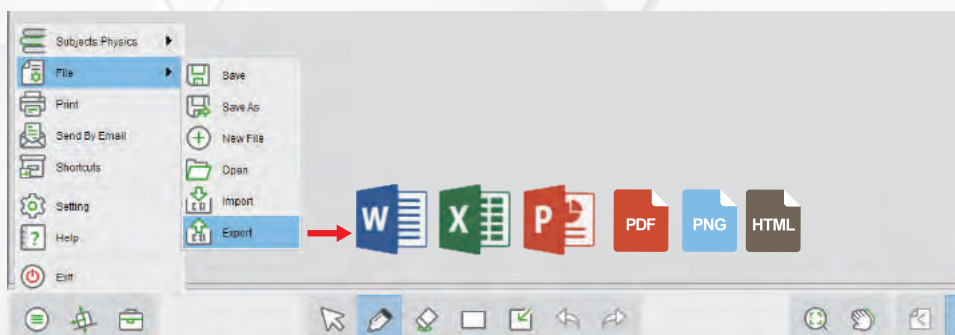 Subjects:Physics
File
Print
Send By Email
Shortcuts
Setting
Help
Exit
Save
Save As
New File
Open
Import
Export
W
X
P
PDF
PNG
HTML